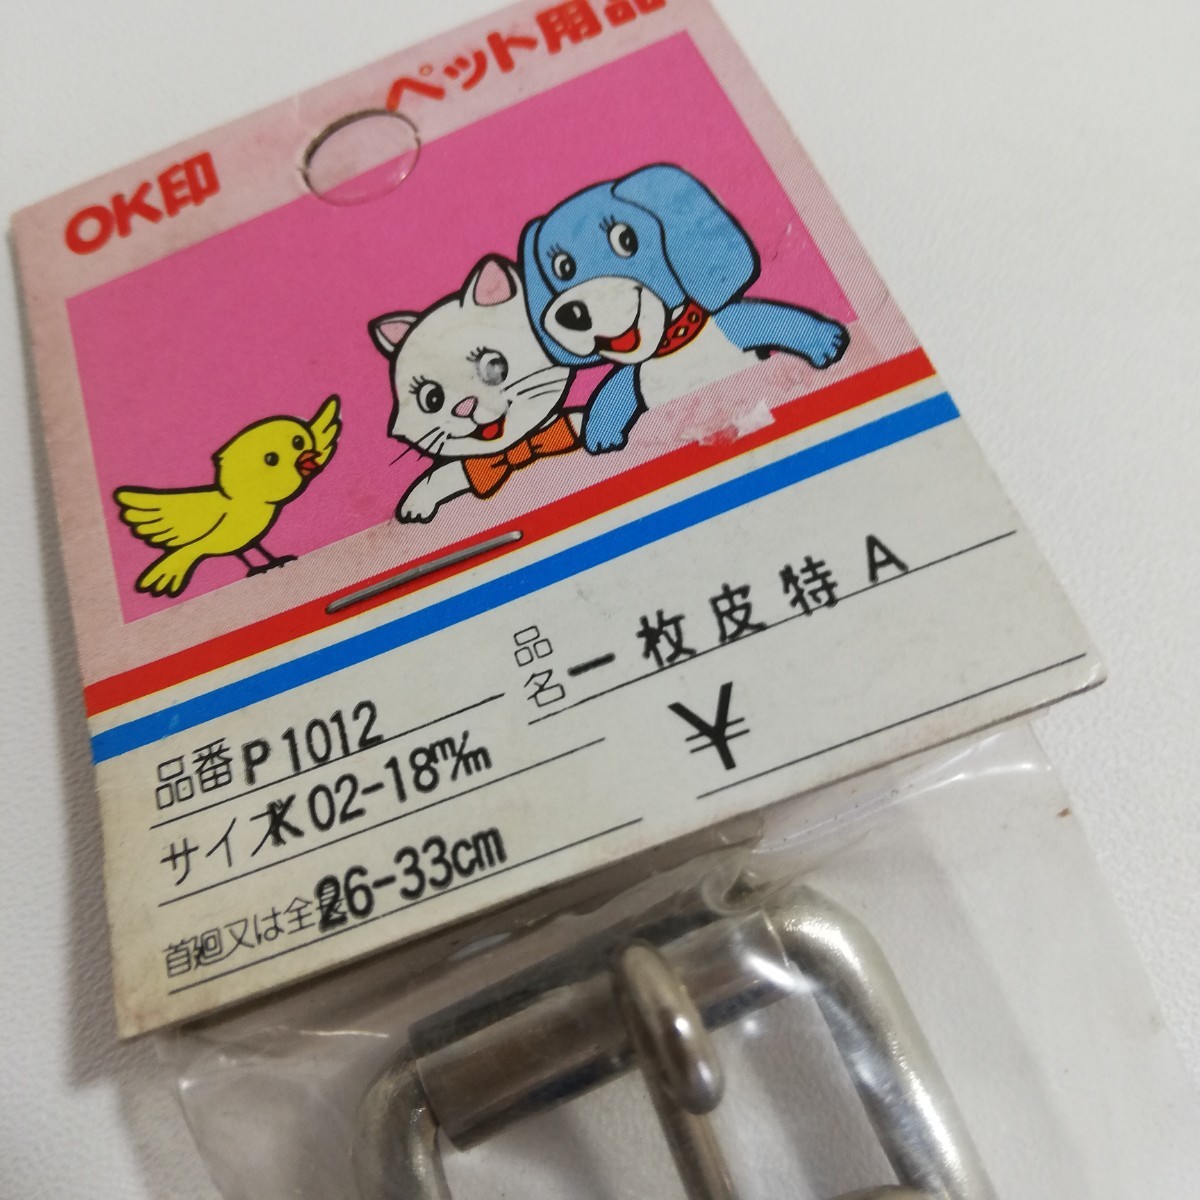 OK印 ペット用品
品番 P1012
品名 一枚皮特A
サイズ K02-18m/m
¥
首廻又は全長 26-33cm